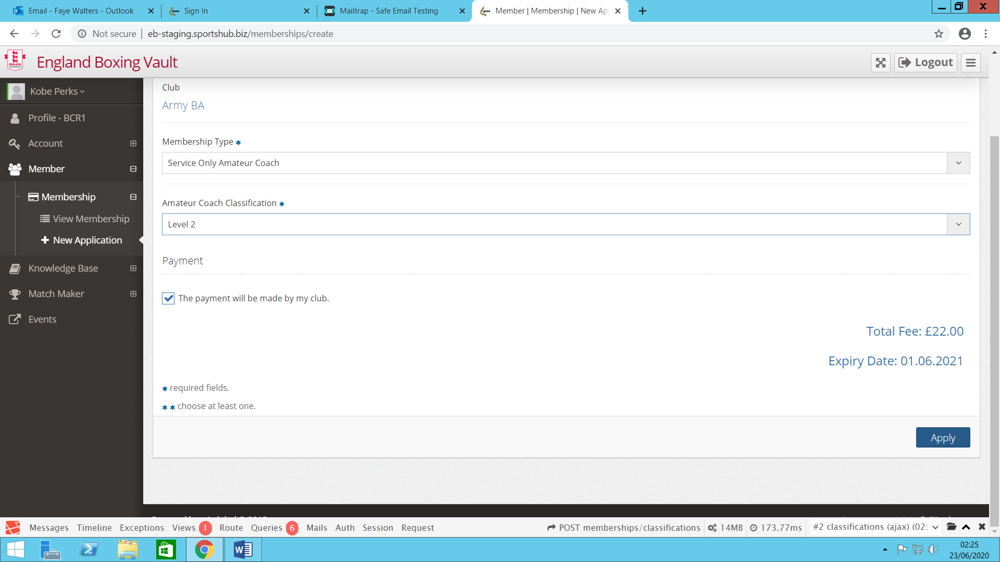 Email - Faye Walters - Outlook
Sign In
Mailtrap - Safe Email Testing
Member | Membership | New Ap
Not secure | eb-staging.sportshub.biz/memberships/create
England Boxing Vault
Logout
Kobe Perks
Profile - BCR1
Account
Member
Membership
View Membership
New Application
Knowledge Base
Match Maker
Events
Club
Army BA
Membership Type *
Service Only Amateur Coach
Amateur Coach Classification *
Level 2
Payment
The payment will be made by my club.
Total Fee: £22.00
Expiry Date: 01.06.2021
* required fields.
* * choose at least one.
Apply
Messages Timeline Exceptions Views 1 Route Queries 6 Mails Auth Session Request POST memberships/classifications 14MB 173.77ms #2 classifications (ajax) (02:
02:25
23/06/2020